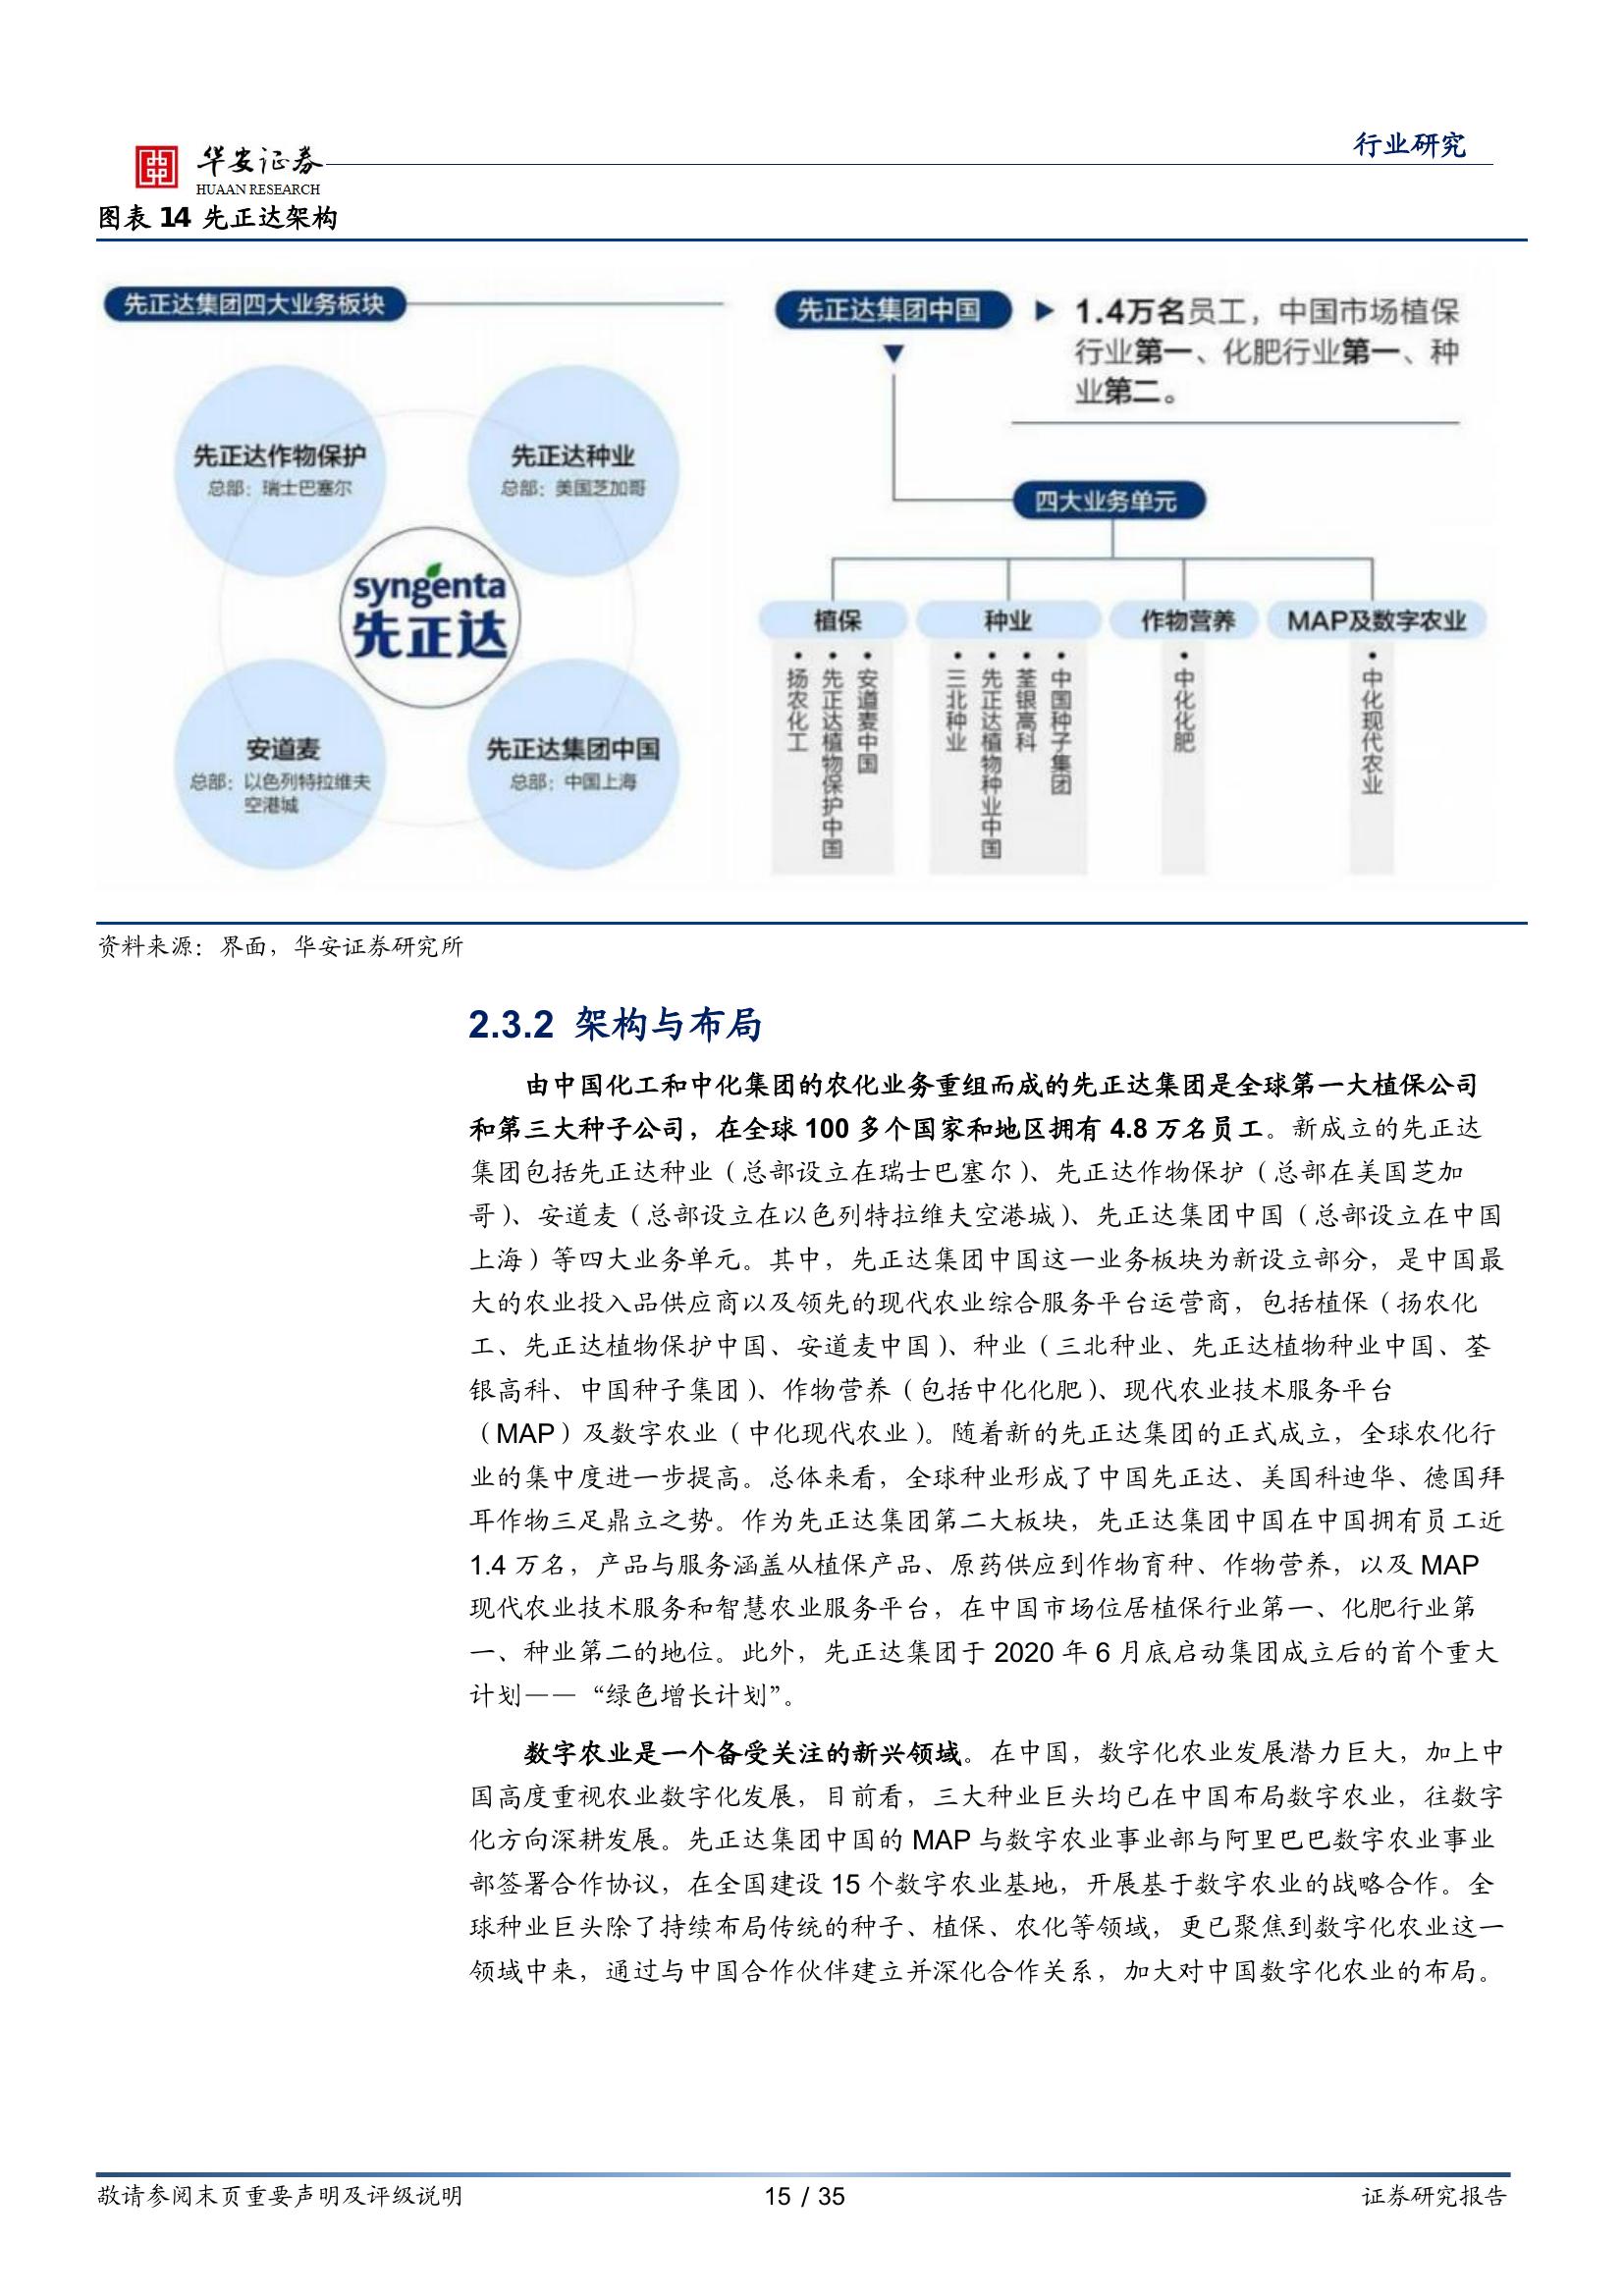 行业研究
华安证券
HUAAN RESEARCH
图表 14 先正达架构
先正达集团四大业务板块
先正达作物保护
总部：瑞士巴塞尔
先正达种业
总部：美国芝加哥
syngenta
先正达
安道麦
总部：以色列特拉维夫
空港城
先正达集团中国
总部：中国上海
先正达集团中国
1.4万名员工，中国市场植保
行业第一、化肥行业第一、种
业第二。
四大业务单元
植保
• 扬农化工
• 先正达植物保护中国
• 安道麦中国
种业
• 三北种业
• 先正达植物种业中国
• 荃银高科
• 中国种子集团
作物营养
• 中化化肥
MAP及数字农业
• 中化现代农业
资料来源：界面，华安证券研究所
2.3.2 架构与布局
由中国化工和中化集团的农化业务重组而成的先正达集团是全球第一大植保公司
和第三大种子公司，在全球 100 多个国家和地区拥有 4.8 万名员工。新成立的先正达
集团包括先正达种业（总部设立在瑞士巴塞尔）、先正达作物保护（总部在美国芝加
哥）、安道麦（总部设立在以色列特拉维夫空港城）、先正达集团中国（总部设立在中国
上海）等四大业务单元。其中，先正达集团中国这一业务板块为新设立部分，是中国最
大的农业投入品供应商以及领先的现代农业综合服务平台运营商，包括植保（扬农化
工、先正达植物保护中国、安道麦中国）、种业（三北种业、先正达植物种业中国、荃
银高科、中国种子集团）、作物营养（包括中化化肥）、现代农业技术服务平台
（MAP）及数字农业（中化现代农业）。随着新的先正达集团的正式成立，全球农化行
业的集中度进一步提高。总体来看，全球种业形成了中国先正达、美国科迪华、德国拜
耳作物三足鼎立之势。作为先正达集团第二大板块，先正达集团中国在中国拥有员工近
1.4 万名，产品与服务涵盖从植保产品、原药供应到作物育种、作物营养，以及 MAP
现代农业技术服务和智慧农业服务平台，在中国市场位居植保行业第一、化肥行业第
一、种业第二的地位。此外，先正达集团于 2020 年 6 月底启动集团成立后的首个重大
计划——“绿色增长计划”。
数字农业是一个备受关注的新兴领域。在中国，数字化农业发展潜力巨大，加上中
国高度重视农业数字化发展，目前看，三大种业巨头均已在中国布局数字农业，往数字
化方向深耕发展。先正达集团中国的 MAP 与数字农业事业部与阿里巴巴数字农业事业
部签署合作协议，在全国建设 15 个数字农业基地，开展基于数字农业的战略合作。全
球种业巨头除了持续布局传统的种子、植保、农化等领域，更已聚焦到数字化农业这一
领域中来，通过与中国合作伙伴建立并深化合作关系，加大对中国数字化农业的布局。
敬请参阅末页重要声明及评级说明
15 / 35
证券研究报告